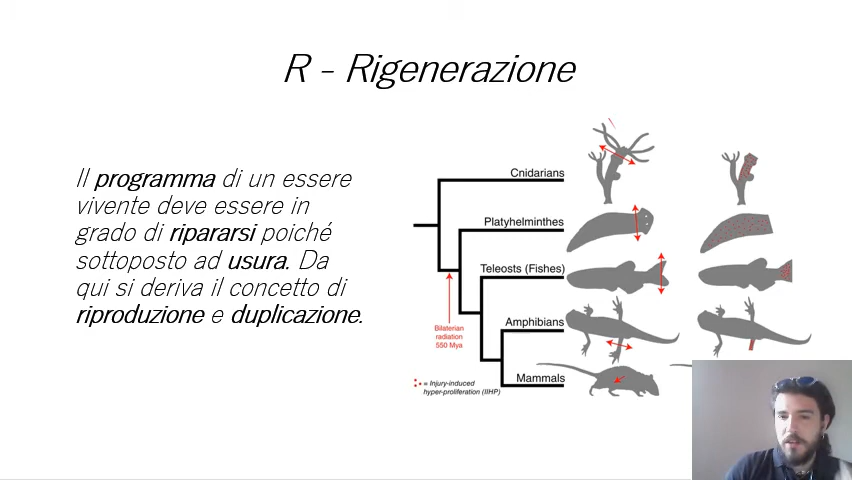 R - Rigenerazione
Il programma di un essere
vivente deve essere in
grado di ripararsi poiché
sottoposto ad usura. Da
qui si deriva il concetto di
riproduzione e duplicazione.
Cnidarians
Platyhelminthes
Teleosts (Fishes)
Amphibians
Mammals
Bilaterian
radiation
550 Mya
= Injury-induced
hyper-proliferation (IIHP)